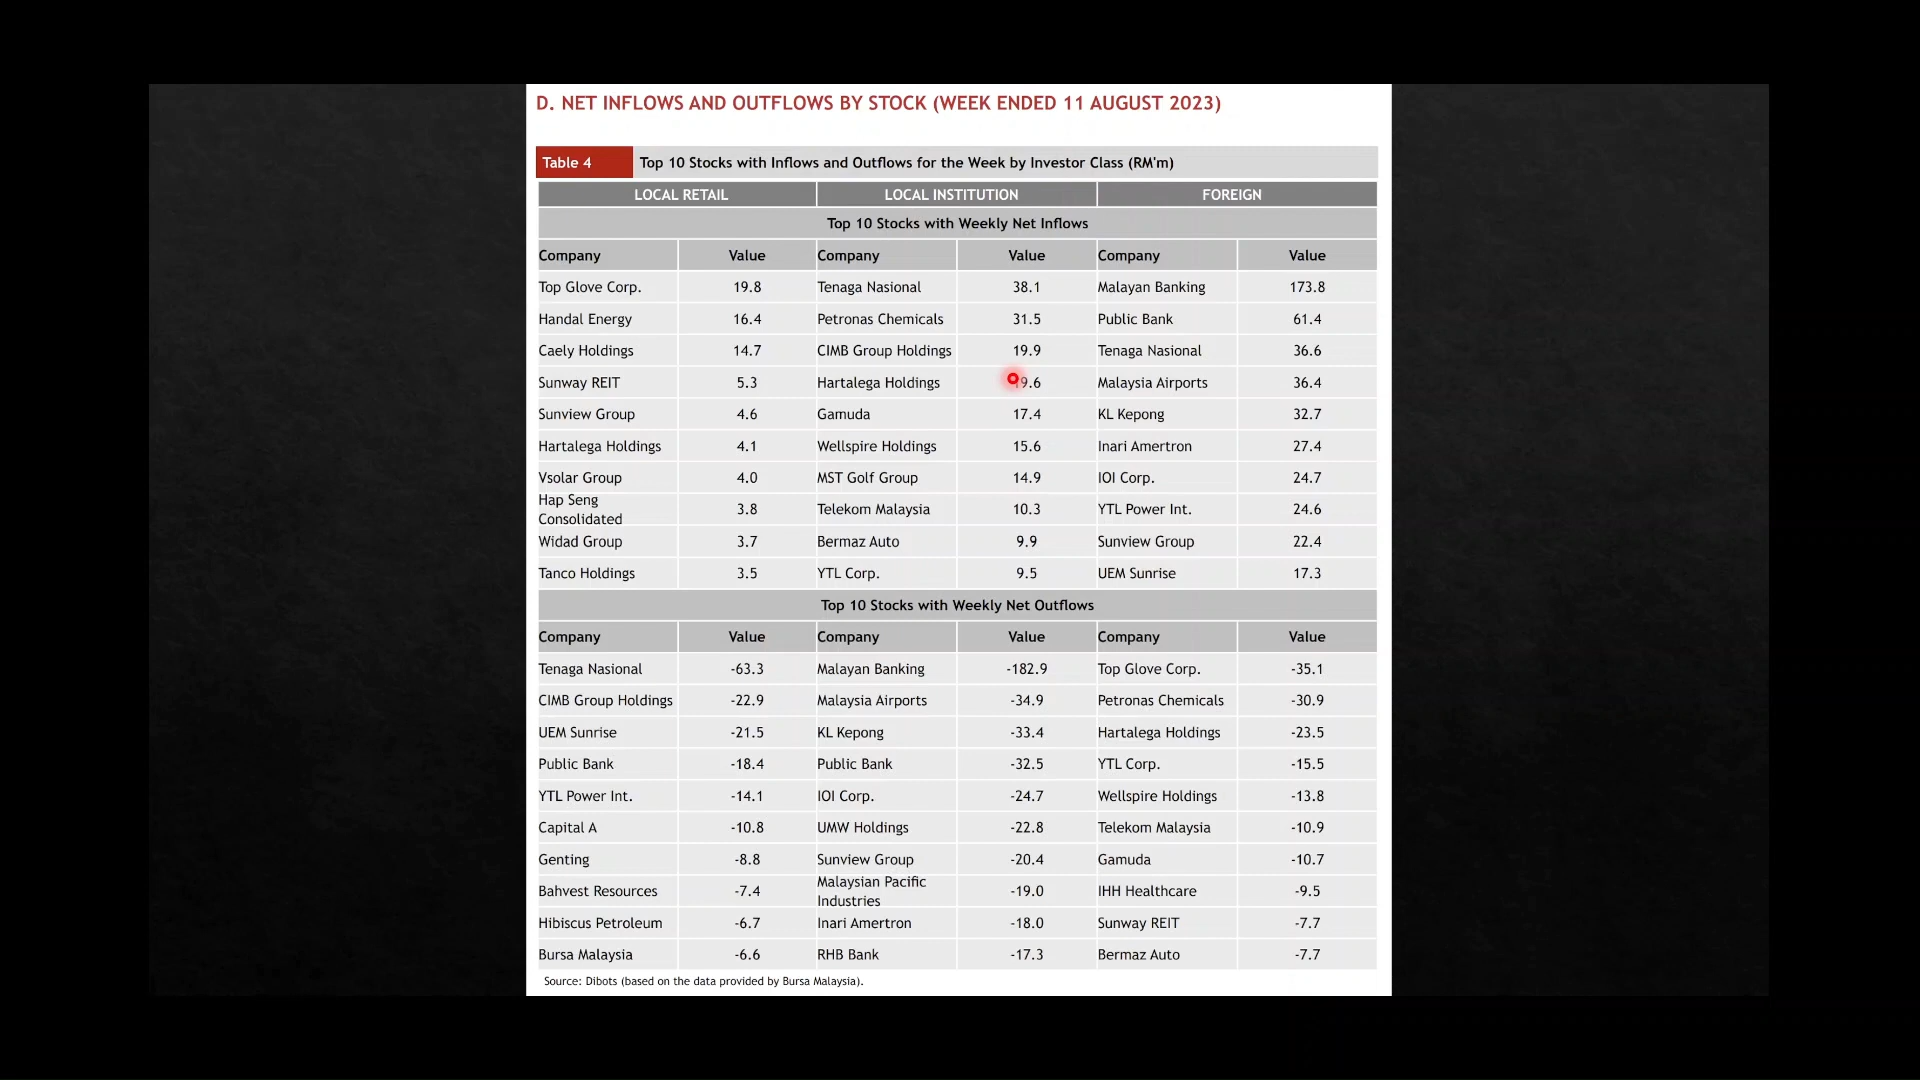 D. NET INFLOWS AND OUTFLOWS BY STOCK (WEEK ENDED 11 AUGUST 2023)
Table 4 Top 10 Stocks with Inflows and Outflows for the Week by Investor Class (RM'm)
LOCAL RETAIL LOCAL INSTITUTION FOREIGN
Top 10 Stocks with Weekly Net Inflows
Company Value Company Value Company Value
Top Glove Corp. 19.8 Tenaga Nasional 38.1 Malayan Banking 173.8
Handal Energy 16.4 Petronas Chemicals 31.5 Public Bank 61.4
Caely Holdings 14.7 CIMB Group Holdings 19.9 Tenaga Nasional 36.6
Sunway REIT 5.3 Hartalega Holdings 19.6 Malaysia Airports 36.4
Sunview Group 4.6 Gamuda 17.4 KL Kepong 32.7
Hartalega Holdings 4.1 Wellspire Holdings 15.6 Inari Amertron 27.4
Vsolar Group 4.0 MST Golf Group 14.9 IOI Corp. 24.7
Hap Seng
Consolidated 3.8 Telekom Malaysia 10.3 YTL Power Int. 24.6
Widad Group 3.7 Bermaz Auto 9.9 Sunview Group 22.4
Tanco Holdings 3.5 YTL Corp. 9.5 UEM Sunrise 17.3
Top 10 Stocks with Weekly Net Outflows
Company Value Company Value Company Value
Tenaga Nasional -63.3 Malayan Banking -182.9 Top Glove Corp. -35.1
CIMB Group Holdings -22.9 Malaysia Airports -34.9 Petronas Chemicals -30.9
UEM Sunrise -21.5 KL Kepong -33.4 Hartalega Holdings -23.5
Public Bank -18.4 Public Bank -32.5 YTL Corp. -15.5
YTL Power Int. -14.1 IOI Corp. -24.7 Wellspire Holdings -13.8
Capital A -10.8 UMW Holdings -22.8 Telekom Malaysia -10.9
Genting -8.8 Sunview Group -20.4 Gamuda -10.7
Bahvest Resources -7.4 Malaysian Pacific
Industries -19.0 IHH Healthcare -9.5
Hibiscus Petroleum -6.7 Inari Amertron -18.0 Sunway REIT -7.7
Bursa Malaysia -6.6 RHB Bank -17.3 Bermaz Auto -7.7
Source: Dibots (based on the data provided by Bursa Malaysia).